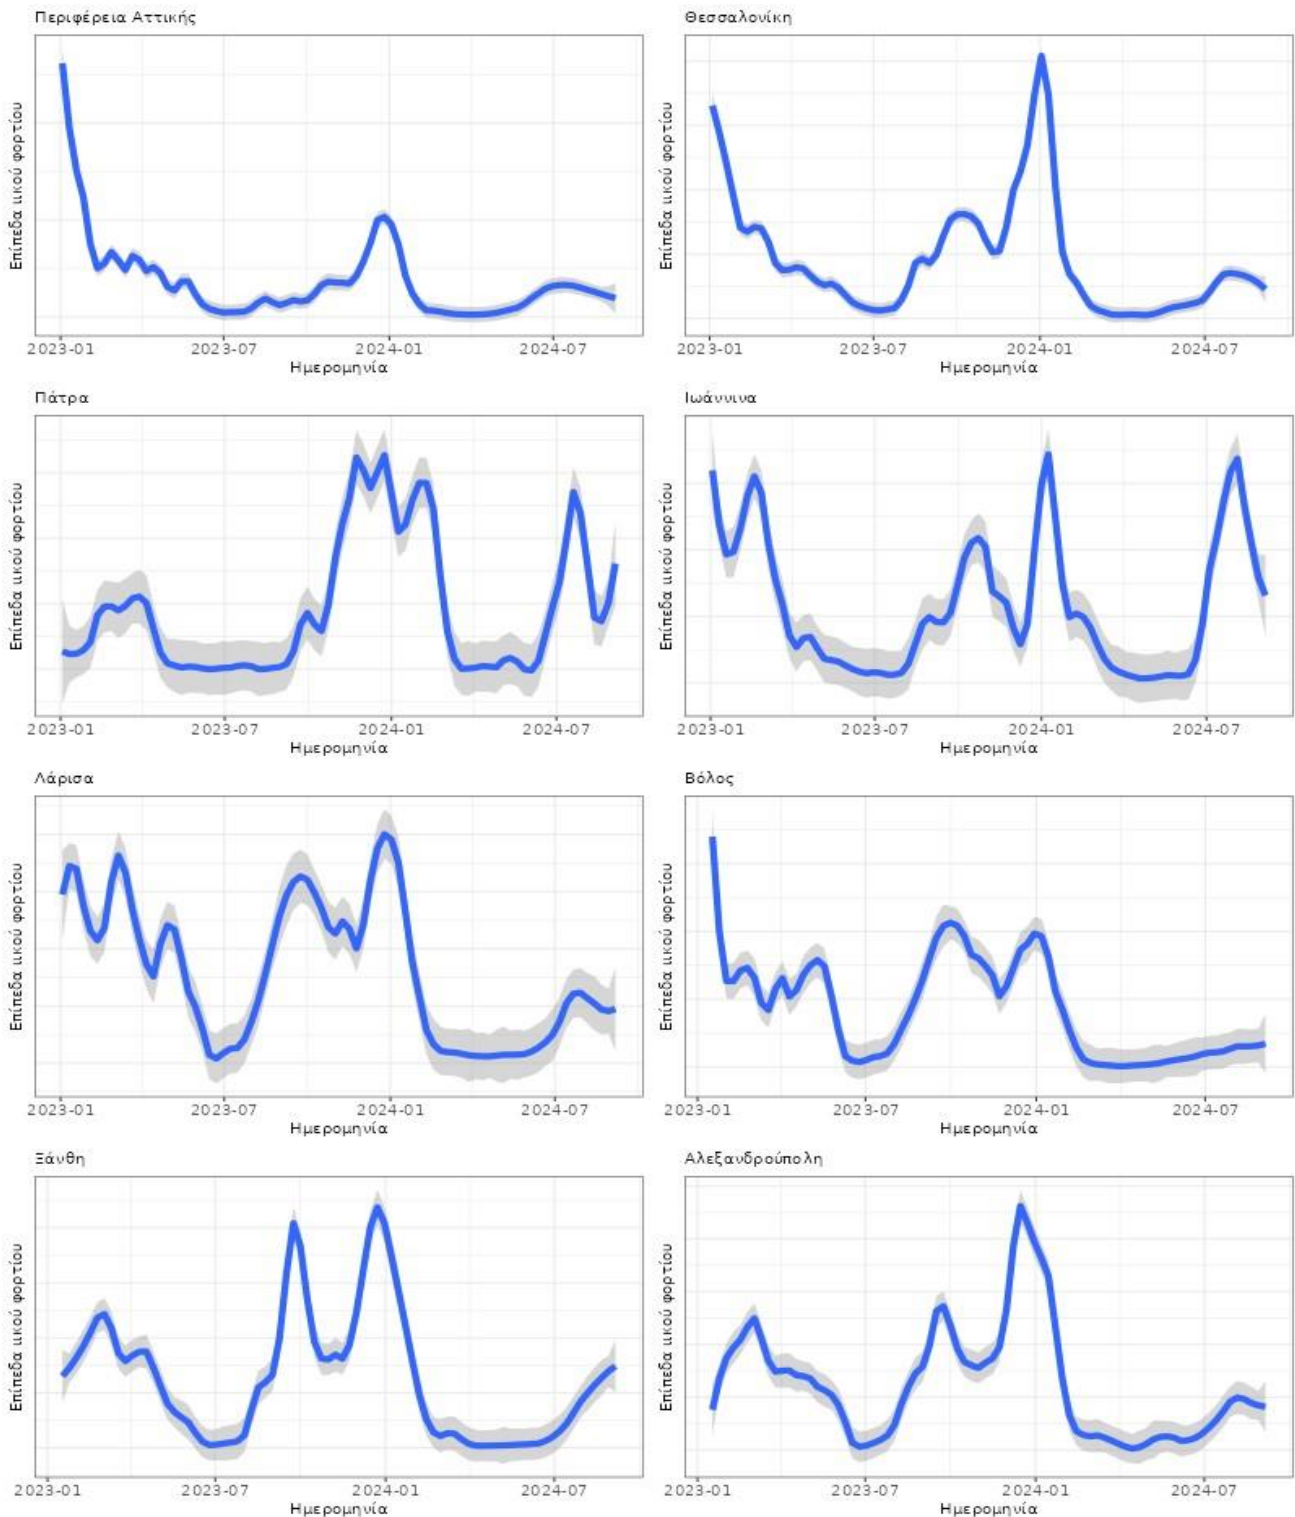 Περιφέρεια Αττικής
Επίπεδα ιικού φορτίου
2023-01 2023-07 2024-01 2024-07
Ημερομηνία
Θεσσαλονίκη
Επίπεδα ιικού φορτίου
2023-01 2023-07 2024-01 2024-07
Ημερομηνία
Πάτρα
Επίπεδα ιικού φορτίου
2023-01 2023-07 2024-01 2024-07
Ημερομηνία
Ιωάννινα
Επίπεδα ιικού φορτίου
2023-01 2023-07 2024-01 2024-07
Ημερομηνία
Λάρισα
Επίπεδα ιικού φορτίου
2023-01 2023-07 2024-01 2024-07
Ημερομηνία
Βόλος
Επίπεδα ιικού φορτίου
2023-01 2023-07 2024-01 2024-07
Ημερομηνία
Ξάνθη
Επίπεδα ιικού φορτίου
2023-01 2023-07 2024-01 2024-07
Ημερομηνία
Αλεξανδρούπολη
Επίπεδα ιικού φορτίου
2023-01 2023-07 2024-01 2024-07
Ημερομηνία